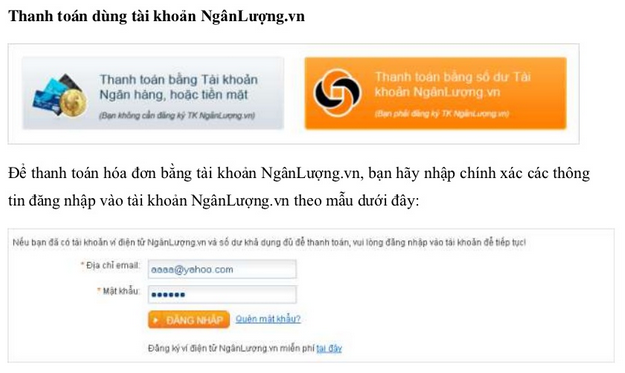 Thanh toán dùng tài khoản NgânLượng.vn
Thanh toán bằng Tài khoản
Ngân hàng, hoặc tiền mặt
(Bạn không cần đăng ký TK NgânLượng.vn)
Thanh toán bằng số dư Tài
khoản NgânLượng.vn
(Bạn phải đăng ký TK NgânLượng.vn)
Để thanh toán hóa đơn bằng tài khoản NgânLượng.vn, bạn hãy nhập chính xác các thông
tin đăng nhập vào tài khoản NgânLượng.vn theo mẫu dưới đây:
Nếu bạn đã có tài khoản ví điện tử NgânLượng.vn và số dư khả dụng đủ để thanh toán, vui lòng đăng nhập vào tài khoản để tiếp tục!
* Địa chỉ email: aaaa@yahoo.com
* Mật khẩu: ●●●●●●
ĐĂNG NHẬP Quên mật khẩu?
Đăng ký ví điện tử NgânLượng.vn miễn phí tại đây